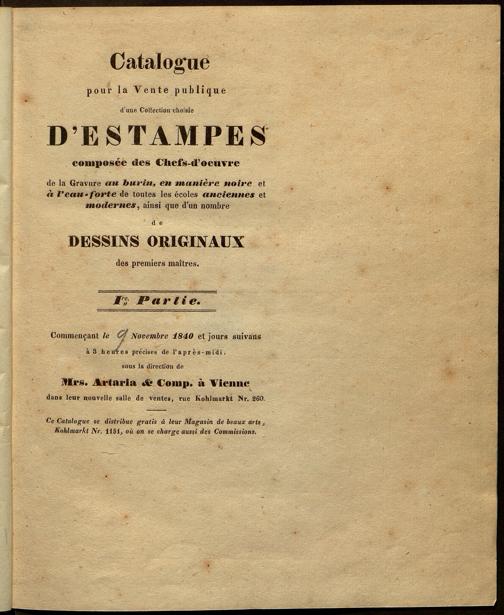 Catalogue
pour la Vente publique
d'une Collection choisie
D'ESTAMPES
composée des Chefs-d'oeuvre
de la Gravure au burin, en manière noire et
à l'eau-forte de toutes les écoles anciennes et
modernes, ainsi que d'un nombre
de
DESSINS ORIGINAUX
des premiers maîtres.
Ire Partie.
Commençant le 9 Novembre 1840 et jours suivans
à 3 heures précises de l'après-midi.
sous la direction de
Mrs. Artaria & Comp. à Vienne
dans leur nouvelle salle de ventes, rue Kohlmarkt Nr. 260.
Ce Catalogue se distribue gratis à leur Magasin de beaux arts,
Kohlmarkt Nr. 1151, où on se charge aussi des Commissions.